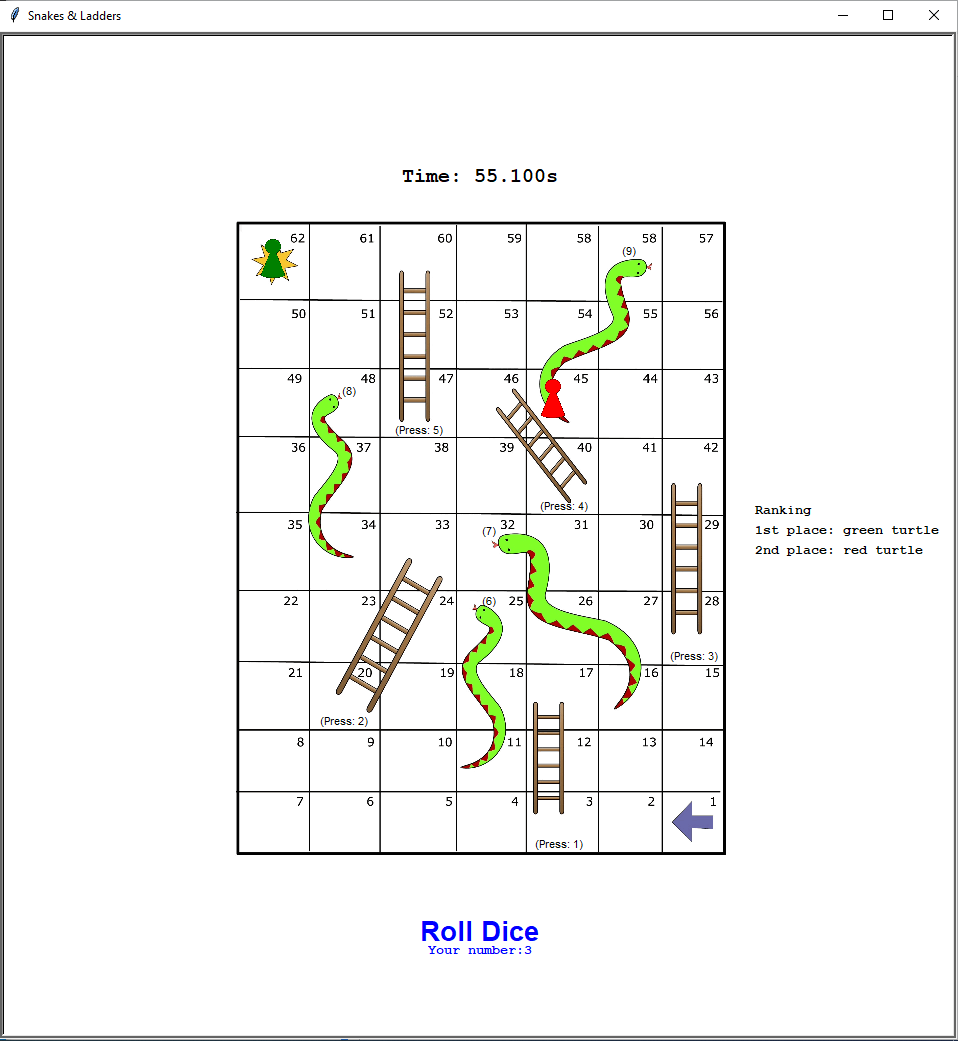 Snakes & Ladders
Time: 55.100s
62 61 60 59 58 58 57
(9)
50 51 52 53 54 55 56
49 48 47 46 45 44 43
(8)
(Press: 5)
36 37 38 39 40 41 42
(Press: 4)
Ranking
35 34 33 32 31 30 29
1st place: green turtle
(7)
2nd place: red turtle
22 23 24 25 26 27 28
(6)
(Press: 3)
21 20 19 18 17 16 15
(Press: 2)
8 9 10 11 12 13 14
7 6 5 4 3 2 1
(Press: 1)
Roll Dice
Your number:3